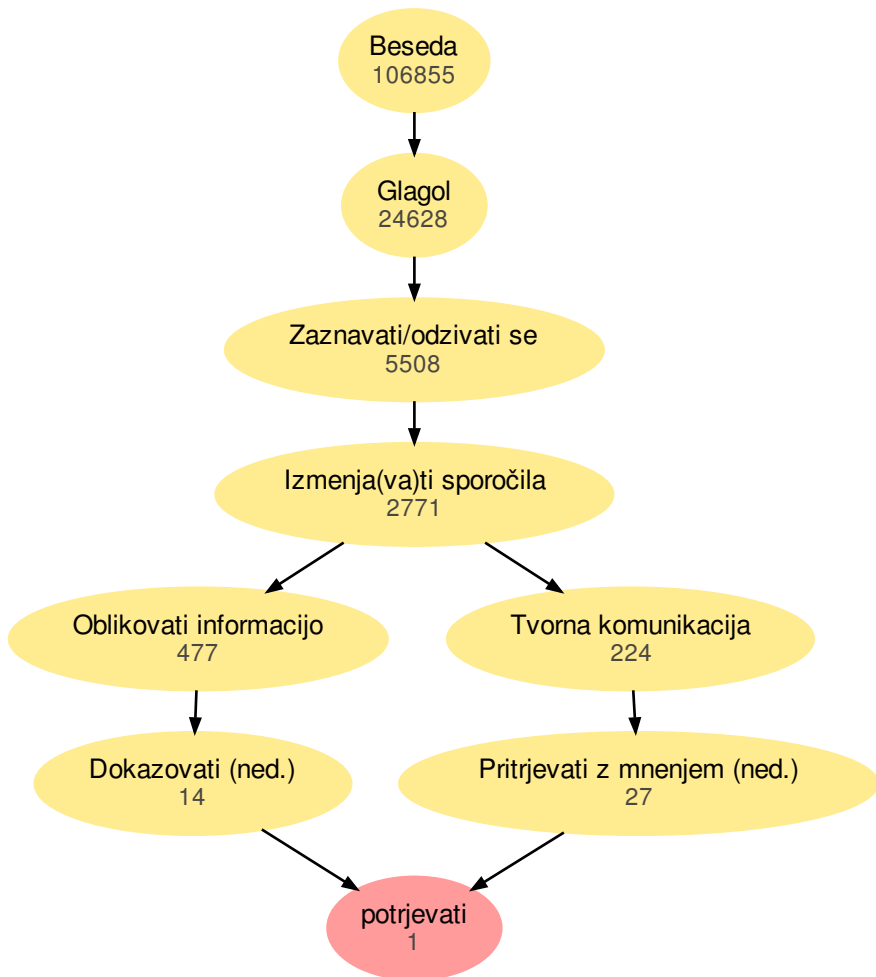 Beseda
106855
Glagol
24628
Zaznavati/odzivati se
5508
Izmenja(va)ti sporočila
2771
Oblikovati informacijo
477
Tvorna komunikacija
224
Dokazovati (ned.)
14
Pritrjevati z mnenjem (ned.)
27
potrjevati
1